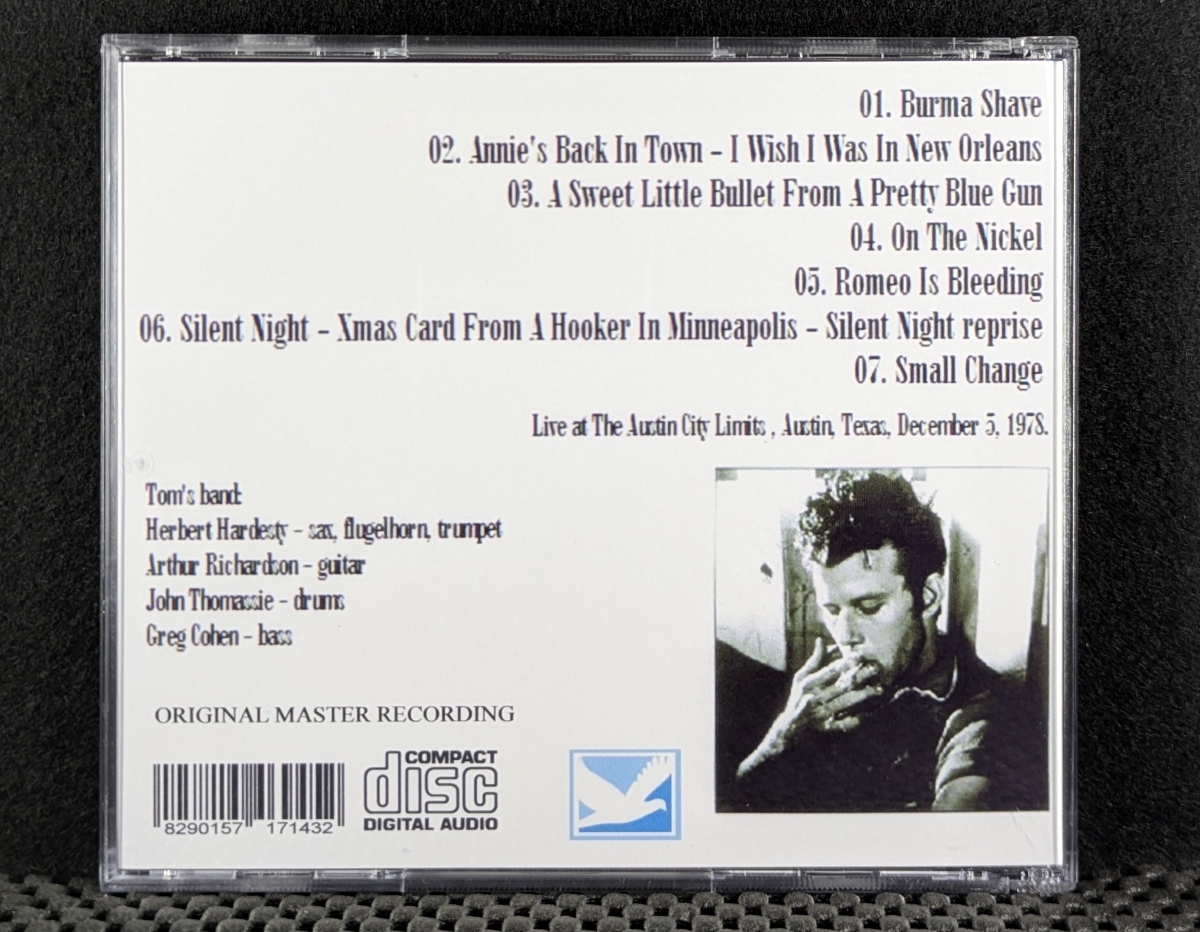 01. Burma Shave
02. Annie's Back In Town – I Wish I Was In New Orleans
03. A Sweet Little Bullet From A Pretty Blue Gun
04. On The Nickel
05. Romeo Is Bleeding
06. Silent Night – Xmas Card From A Hooker In Minneapolis – Silent Night reprise
07. Small Change
Live at The Austin City Limits , Austin, Texas, December 5, 1978.
Tom's band:
Herbert Hardesty – sax, flugelhorn, trumpet
Arthur Richardson – guitar
John Thomassie – drums
Greg Cohen – bass
ORIGINAL MASTER RECORDING
8290157 171432
COMPACT
disc
DIGITAL AUDIO